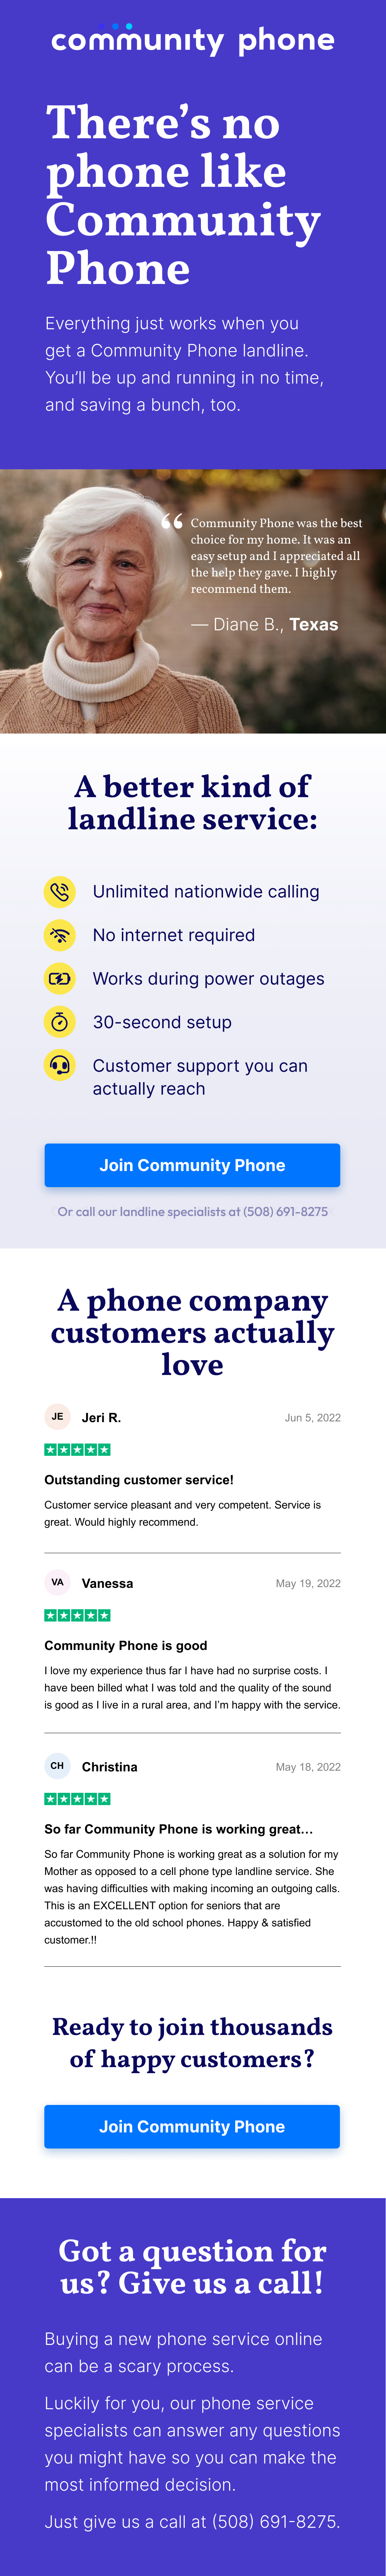 community phone
There’s no
phone like
Community
Phone
Everything just works when you
get a Community Phone landline.
You’ll be up and running in no time,
and saving a bunch, too.
“ Community Phone was the best
choice for my home. It was an
easy setup and I appreciated all
the help they gave. I highly
recommend them.
— Diane B., Texas
A better kind of
landline service:
Unlimited nationwide calling
No internet required
Works during power outages
30-second setup
Customer support you can
actually reach
Join Community Phone
Or call our landline specialists at (508) 691-8275
A phone company
customers actually
love
JE Jeri R. Jun 5, 2022
Outstanding customer service!
Customer service pleasant and very competent. Service is
great. Would highly recommend.
VA Vanessa May 19, 2022
Community Phone is good
I love my experience thus far I have had no surprise costs. I
have been billed what I was told and the quality of the sound
is good as I live in a rural area, and I’m happy with the service.
CH Christina May 18, 2022
So far Community Phone is working great…
So far Community Phone is working great as a solution for my
Mother as opposed to a cell phone type landline service. She
was having difficulties with making incoming an outgoing calls.
This is an EXCELLENT option for seniors that are
accustomed to the old school phones. Happy & satisfied
customer.!!
Ready to join thousands
of happy customers?
Join Community Phone
Got a question for
us? Give us a call!
Buying a new phone service online
can be a scary process.
Luckily for you, our phone service
specialists can answer any questions
you might have so you can make the
most informed decision.
Just give us a call at (508) 691-8275.